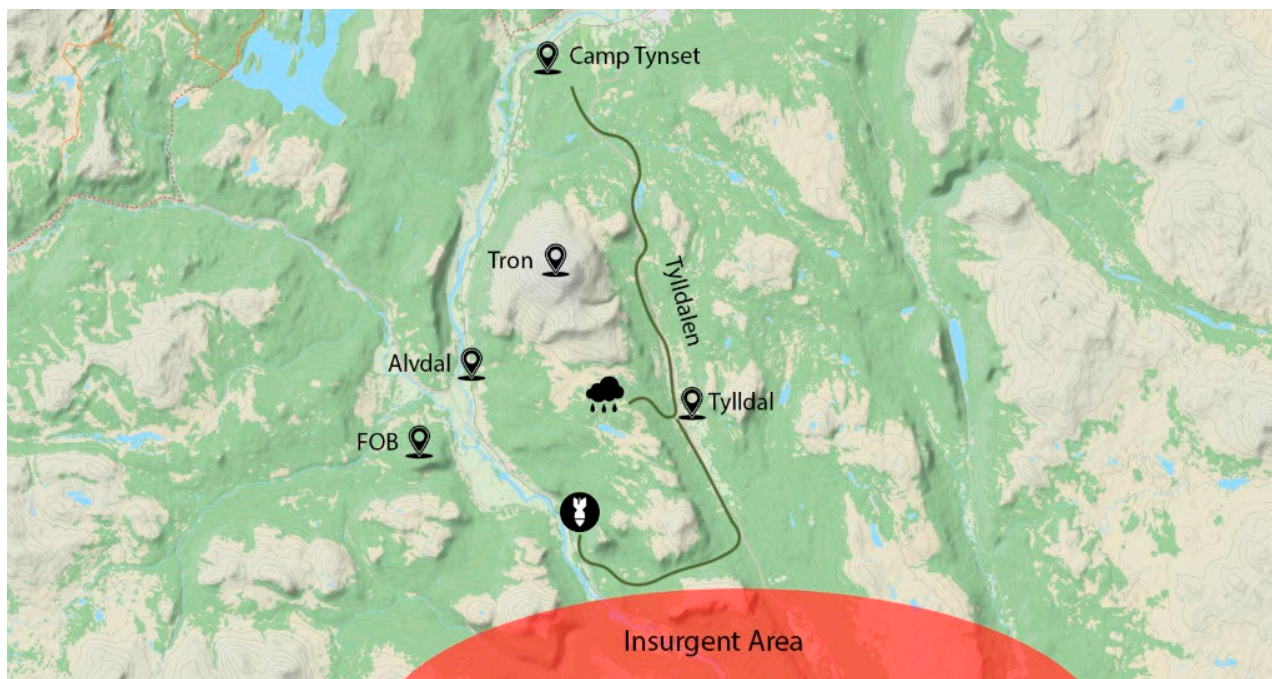 Camp Tynset
Tron
Tylldalen
Alvdal
Tylldal
FOB
Insurgent Area